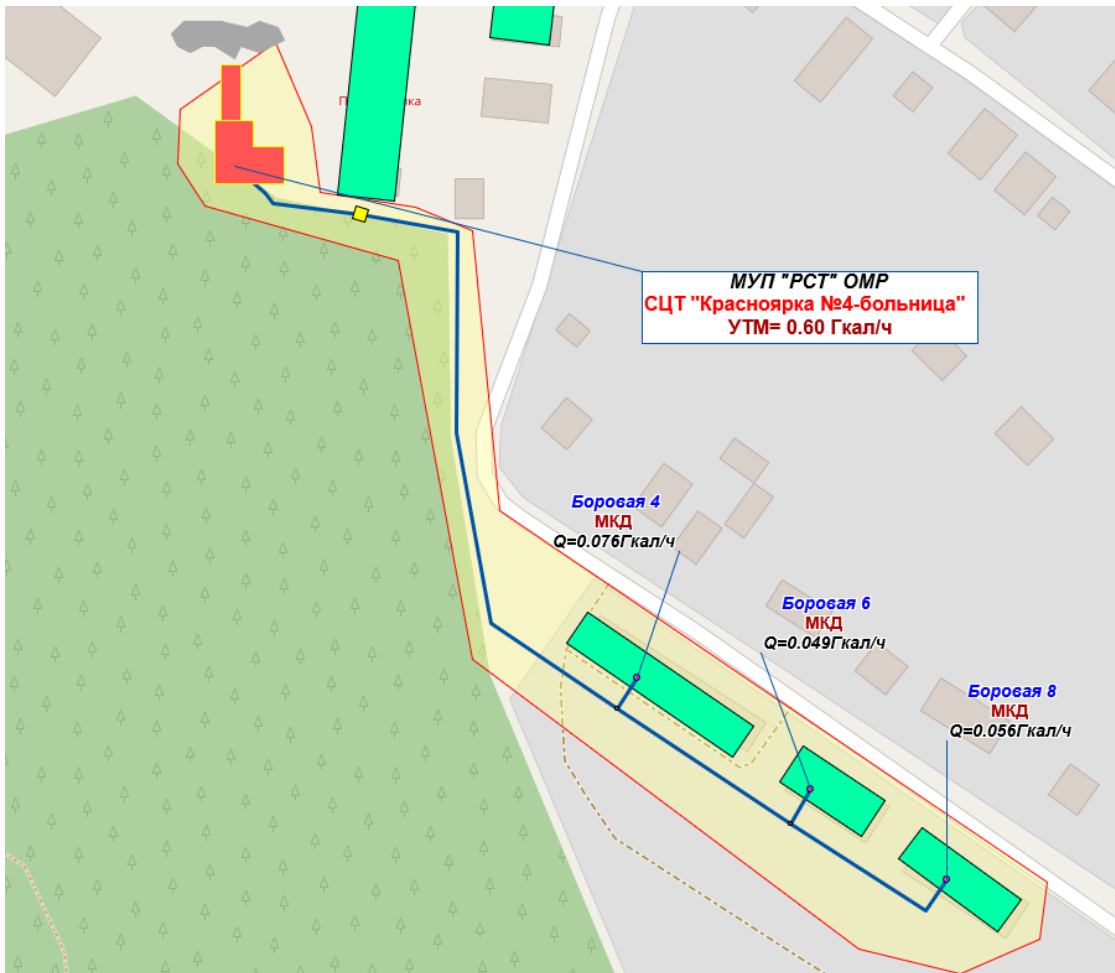 МУП "РСТ" ОМР
СЦТ "Красноярка №4-больница"
УТМ= 0.60 Гкал/ч
Боровая 4
МКД
Q=0.076Гкал/ч
Боровая 6
МКД
Q=0.049Гкал/ч
Боровая 8
МКД
Q=0.056Гкал/ч